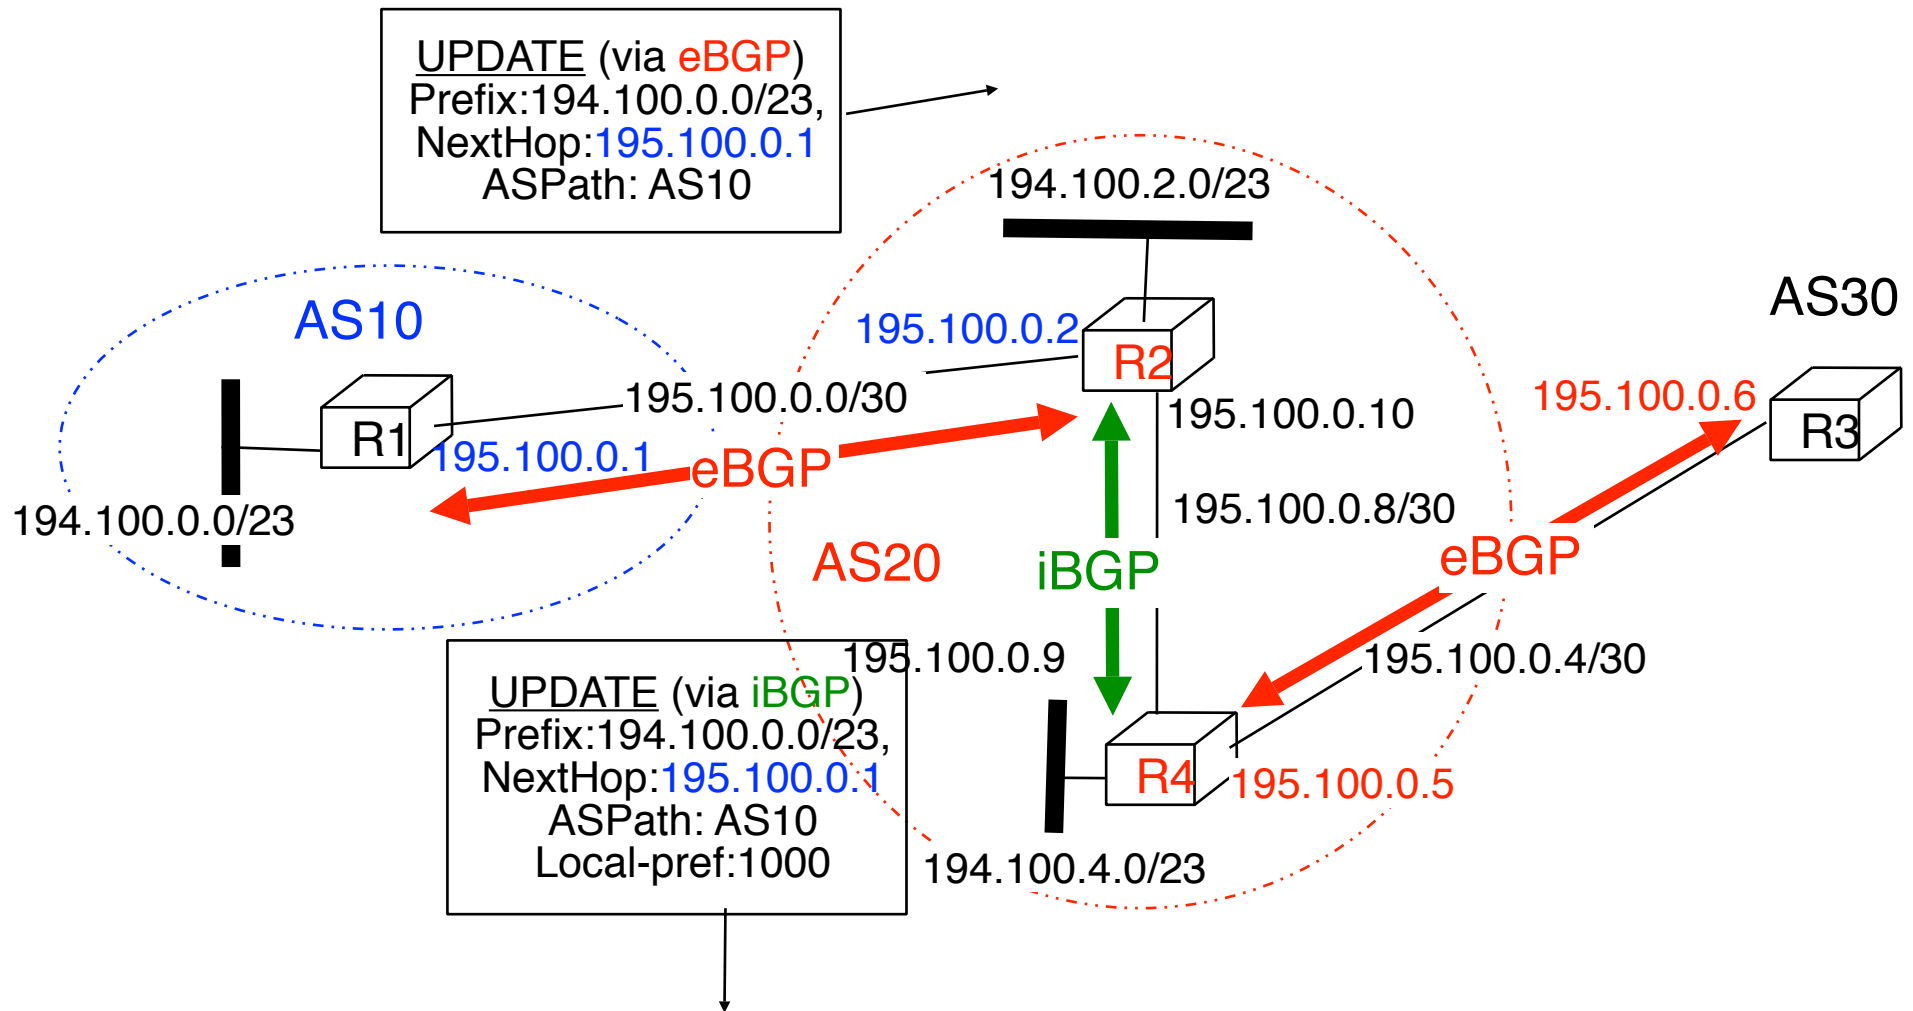 UPDATE (via eBGP)
Prefix:194.100.0.0/23,
NextHop:195.100.0.1
ASPath: AS10
194.100.2.0/23
AS10
AS30
195.100.0.2
R2
195.100.0.0/30
195.100.0.10
195.100.0.6
R1
R3
195.100.0.1
eBGP
194.100.0.0/23
195.100.0.8/30
AS20
iBGP
eBGP
195.100.0.9
195.100.0.4/30
UPDATE (via iBGP)
Prefix:194.100.0.0/23,
NextHop:195.100.0.1
ASPath: AS10
Local-pref:1000
R4
195.100.0.5
194.100.4.0/23